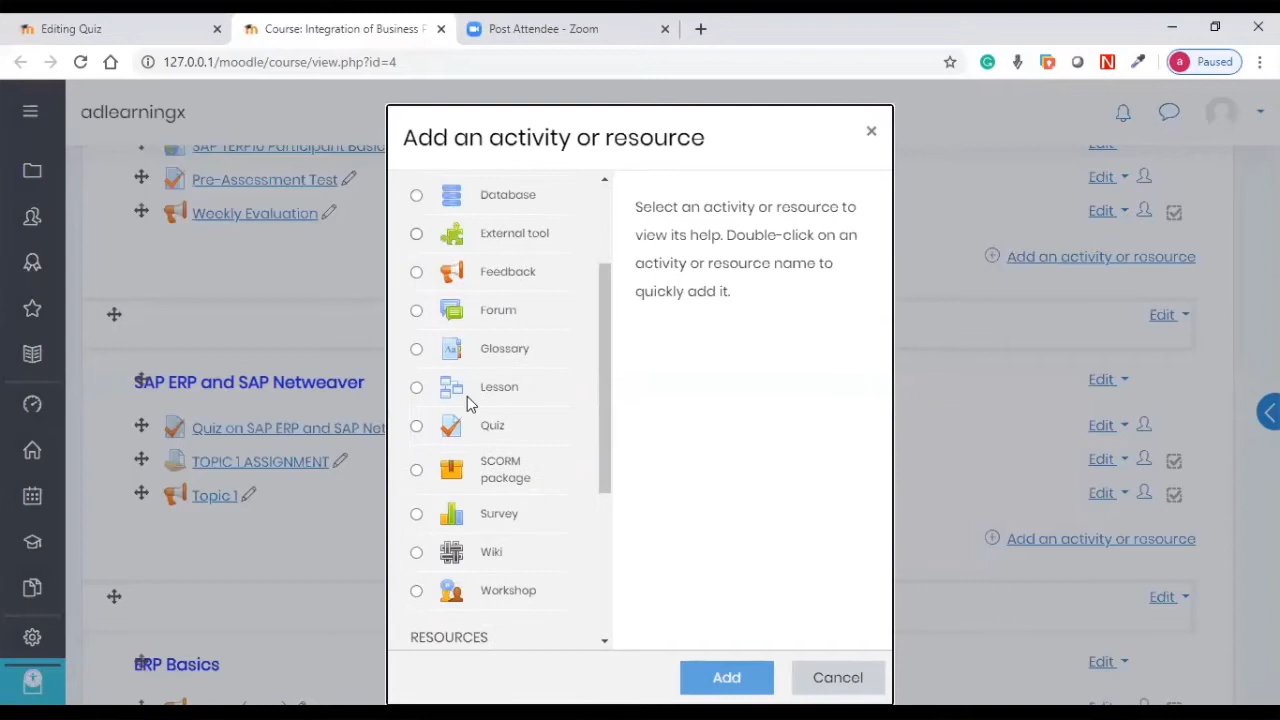 Editing Quiz
Course: Integration of Business F
Post Attendee - Zoom
127.0.0.1/moodle/course/view.php?id=4
N
a Paused
adlearningx
SAP TERP10 Participant Basic
Edit
Pre-Assessment Test
Edit
Weekly Evaluation
Edit
Add an activity or resource
Edit
SAP ERP and SAP Netweaver
Edit
Quiz on SAP ERP and SAP Net
Edit
TOPIC 1 ASSIGNMENT
Edit
Topic 1
Edit
Add an activity or resource
Edit
ERP Basics
Edit
Add an activity or resource
Database
External tool
Feedback
Forum
Aa Glossary
Lesson
Quiz
SCORM
package
Survey
Wiki
Workshop
RESOURCES
Select an activity or resource to
view its help. Double-click on an
activity or resource name to
quickly add it.
Add
Cancel